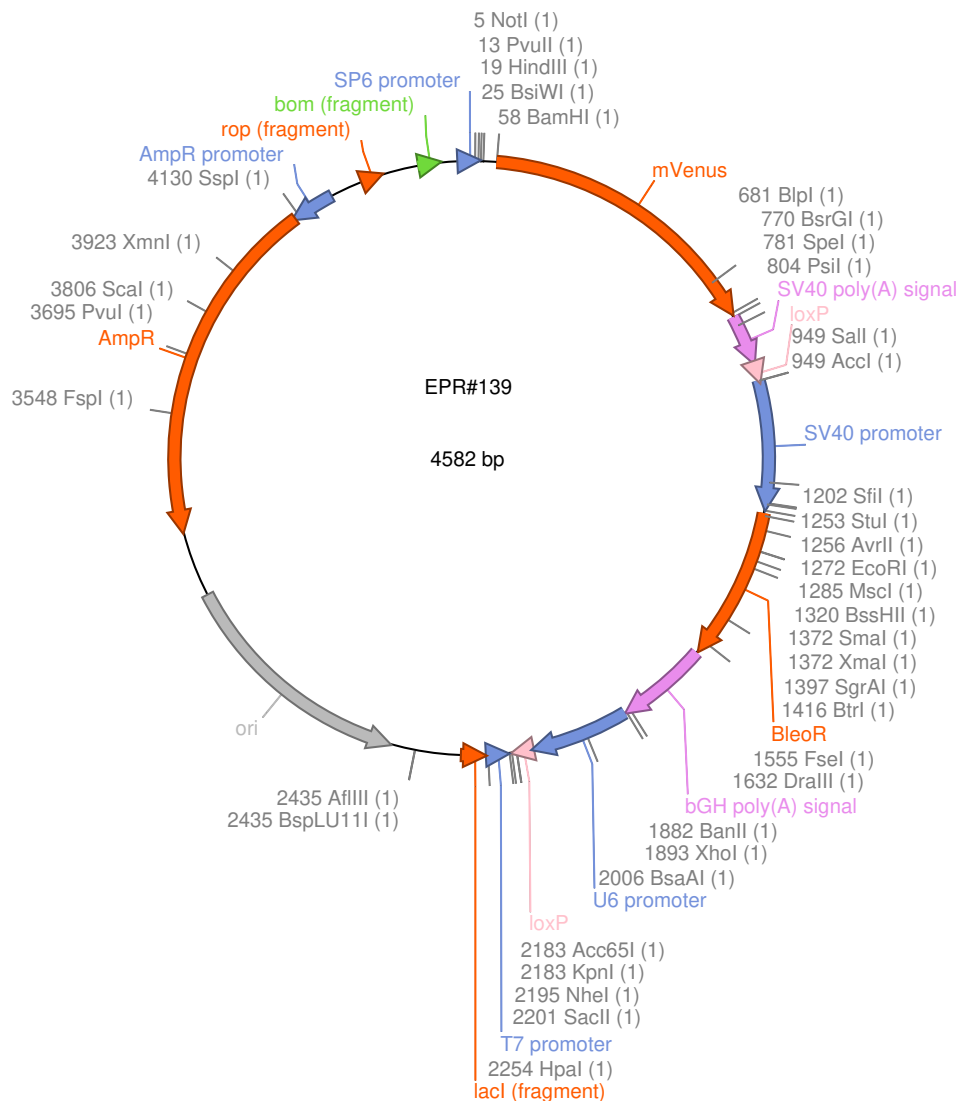 5 NotI (1)
13 PvuII (1)
19 HindIII (1)
25 BsiWI (1)
58 BamHI (1)
SP6 promoter
bom (fragment)
rop (fragment)
AmpR promoter
4130 SspI (1)
3923 XmnI (1)
3806 ScaI (1)
3695 PvuI (1)
AmpR
3548 FspI (1)
mVenus
681 BlpI (1)
770 BsrGI (1)
781 SpeI (1)
804 PsiI (1)
SV40 poly(A) signal
loxP
949 SalI (1)
949 AccI (1)
EPR#139
4582 bp
SV40 promoter
1202 SfiI (1)
1253 StuI (1)
1256 AvrII (1)
1272 EcoRI (1)
1285 MscI (1)
1320 BssHII (1)
1372 SmaI (1)
1372 XmaI (1)
1397 SgrAI (1)
1416 BtrI (1)
BleoR
1555 FseI (1)
1632 DraIII (1)
bGH poly(A) signal
1882 BanII (1)
1893 XhoI (1)
2006 BsaAI (1)
U6 promoter
loxP
2183 Acc65I (1)
2183 KpnI (1)
2195 NheI (1)
2201 SacII (1)
T7 promoter
2254 HpaI (1)
lacI (fragment)
ori
2435 AflIII (1)
2435 BspLU11I (1)